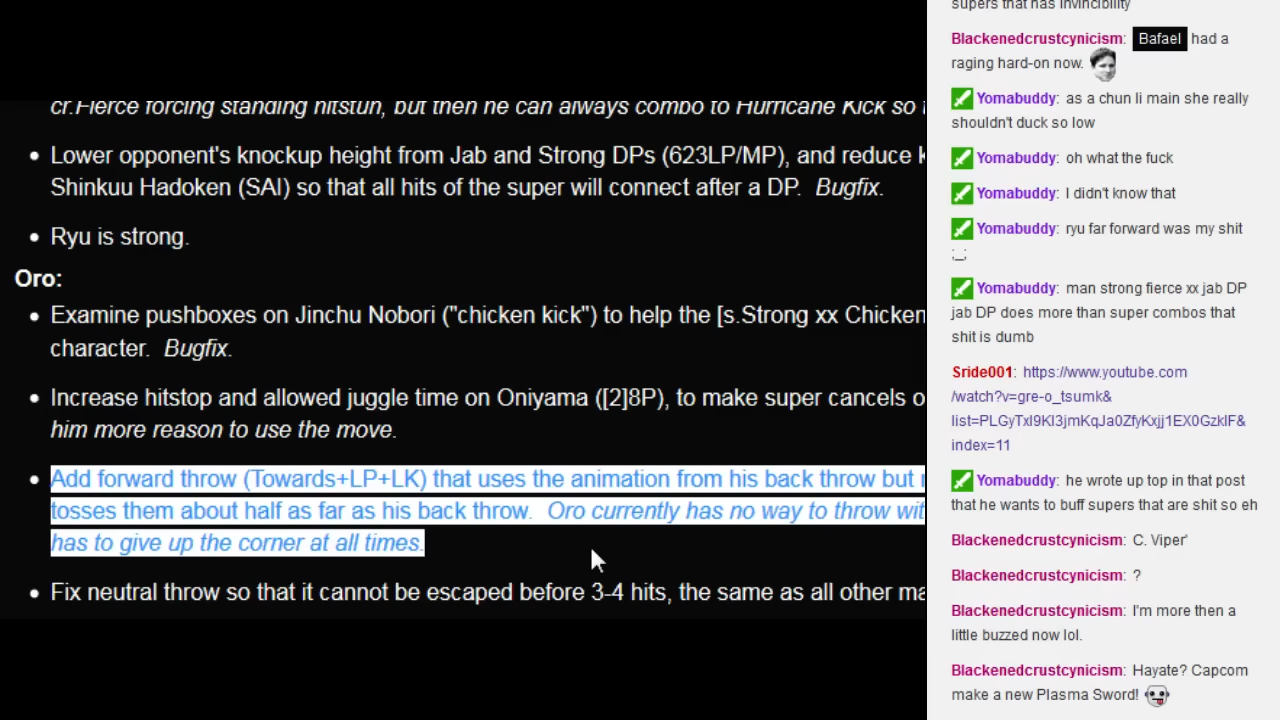 cr.Fierce forcing standing hitstun, but then he can always combo to Hurricane Kick so
Lower opponent's knockup height from Jab and Strong DPs (623LP/MP), and reduce
Shinkuu Hadoken (SAI) so that all hits of the super will connect after a DP. Bugfix.
Ryu is strong.
Oro:
Examine pushboxes on Jinchu Nobori ("chicken kick") to help the [s.Strong xx Chicken
character. Bugfix.
Increase hitstop and allowed juggle time on Oniyama ([2]8P), to make super cancels
him more reason to use the move.
Add forward throw (Towards+LP+LK) that uses the animation from his back throw but
tosses them about half as far as his back throw. Oro currently has no way to throw
has to give up the corner at all times.
Fix neutral throw so that it cannot be escaped before 3-4 hits, the same as all other
supers that has invincibility
Blackenedcrustcynicism: Bafael had a
raging hard-on now.
Yomabuddy: as a chun li main she really
shouldn't duck so low
Yomabuddy: oh what the fuck
Yomabuddy: I didn't know that
Yomabuddy: ryu far forward was my shit
;_;
Yomabuddy: man strong fierce xx jab DP
jab DP does more than super combos that
shit is dumb
Sride001: https://www.youtube.com
/watch?v=gre-o_tsumk&
list=PLGyTxI9Kl3jmKqJa0ZfyKxjj1EX0GzkIF&
index=11
Yomabuddy: he wrote up top in that post
that he wants to buff supers that are shit so eh
Blackenedcrustcynicism: C. Viper'
Blackenedcrustcynicism: ?
Blackenedcrustcynicism: I'm more then a
little buzzed now lol.
Blackenedcrustcynicism: Hayate? Capcom
make a new Plasma Sword!